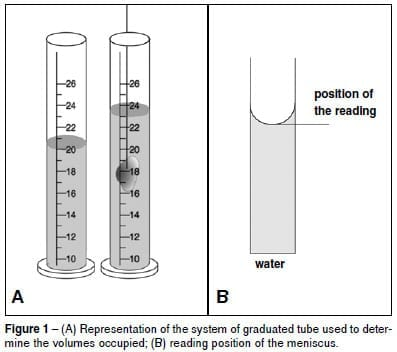 26
24
22
20
18
16
14
12
10
26
24
22
20
18
16
14
12
10
A
position of
the reading
water
B
Figure 1 – (A) Representation of the system of graduated tube used to deter-
mine the volumes occupied; (B) reading position of the meniscus.